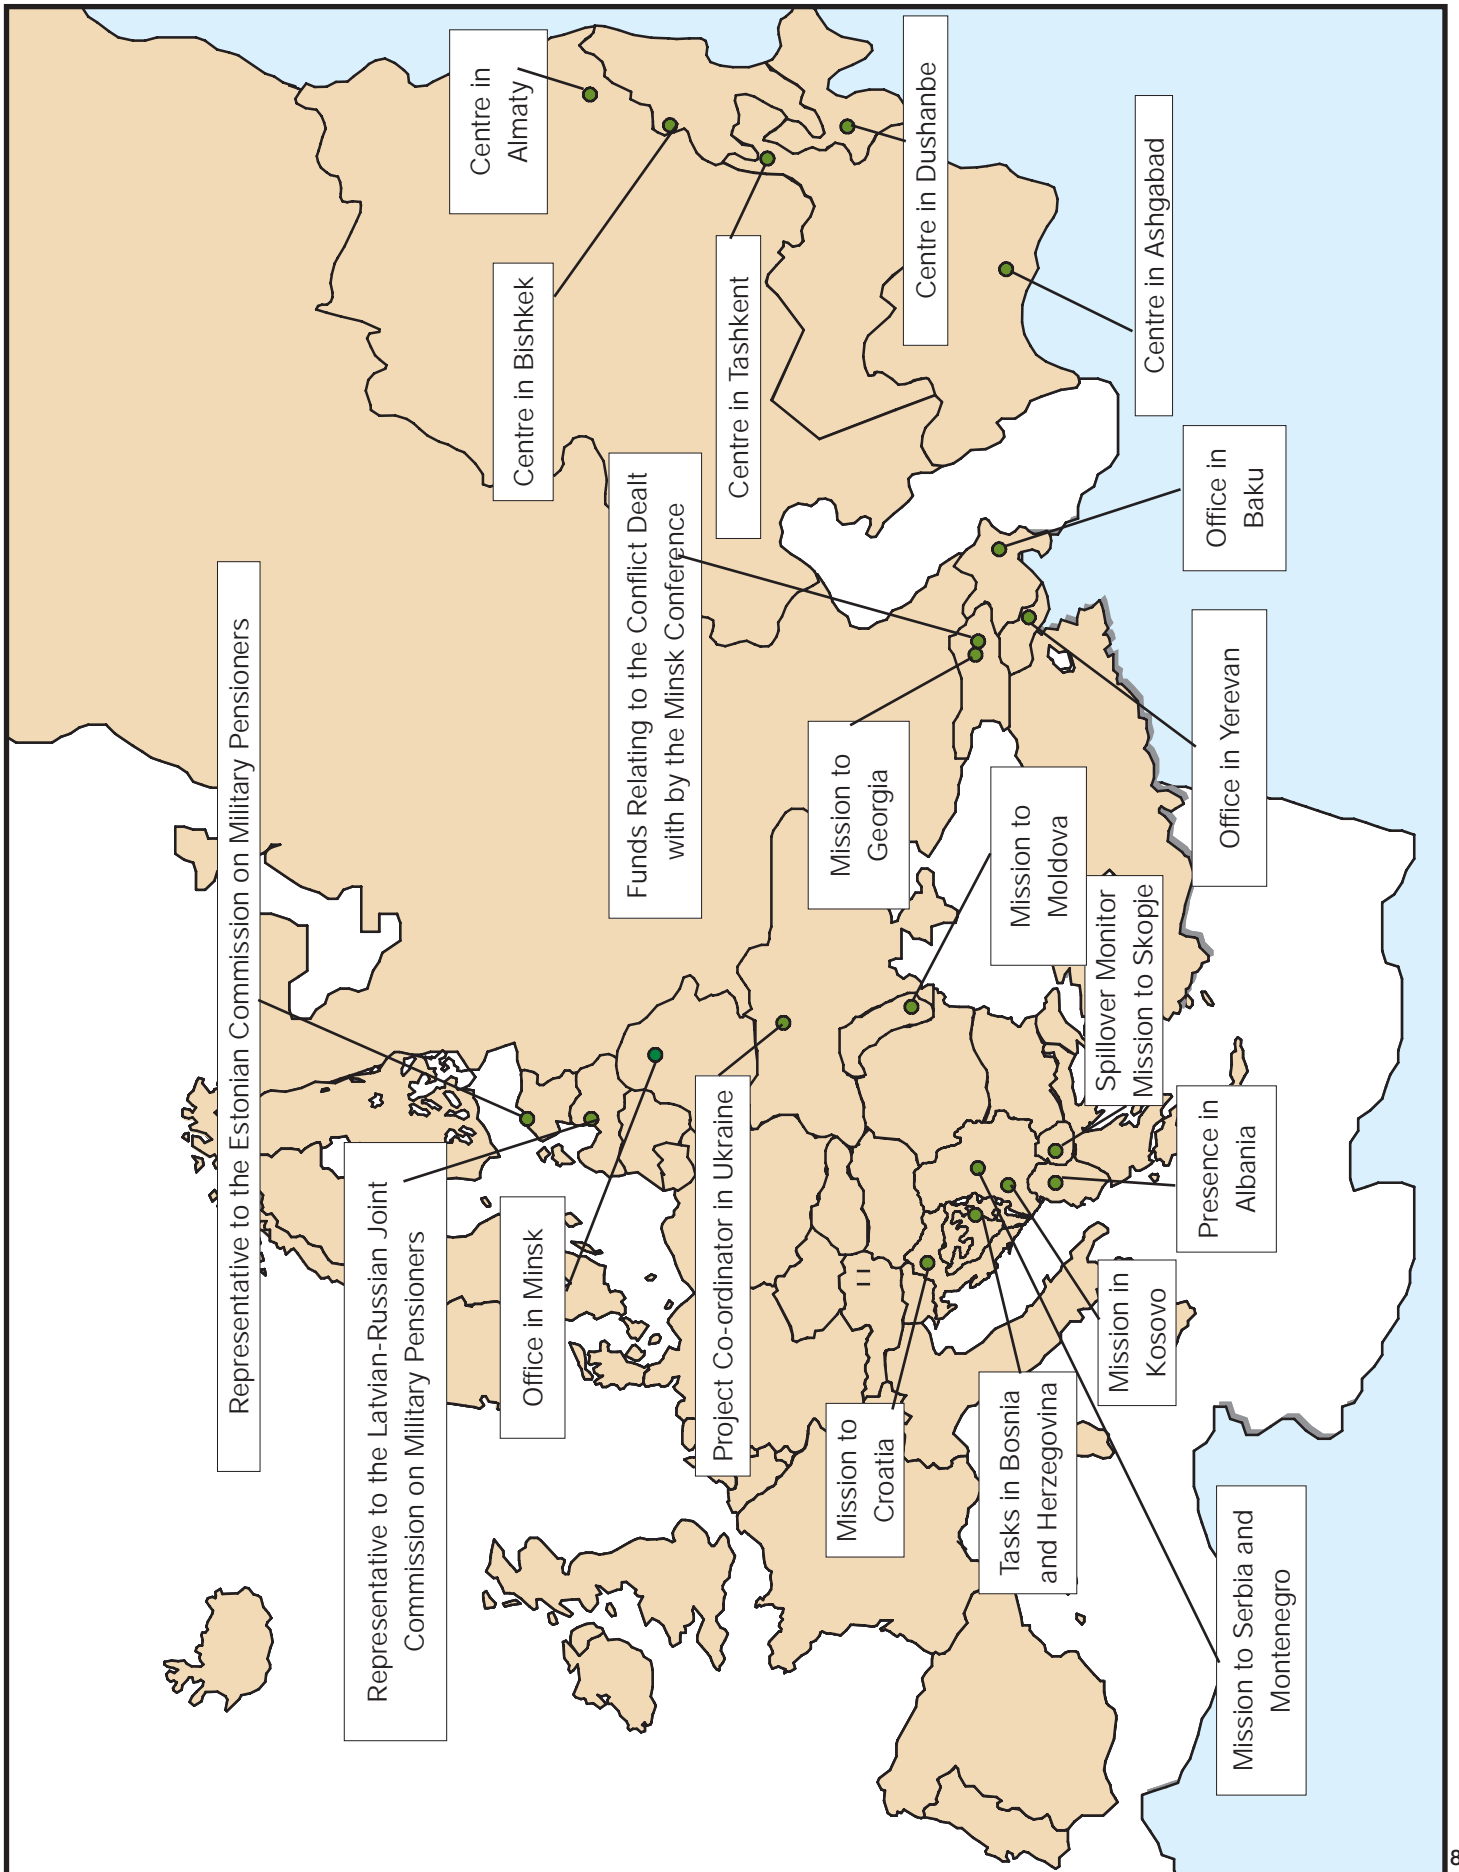 Representative to the Estonian Commission on Military Pensioners
Representative to the Latvian-Russian Joint
Commission on Military Pensioners
Centre in
Almaty
Centre in Bishkek
Office in Minsk
Funds Relating to the Conflict Dealt
with by the Minsk Conference
Project Co-ordinator in Ukraine
Centre in Tashkent
Mission to
Croatia
Mission to
Georgia
Centre in Dushanbe
Tasks in Bosnia
and Herzegovina
Mission to
Moldova
Spillover Monitor
Mission to Skopje
Mission in
Kosovo
Centre in Ashgabad
Presence in
Albania
Office in Yerevan
Office in
Baku
Mission to Serbia and
Montenegro
8